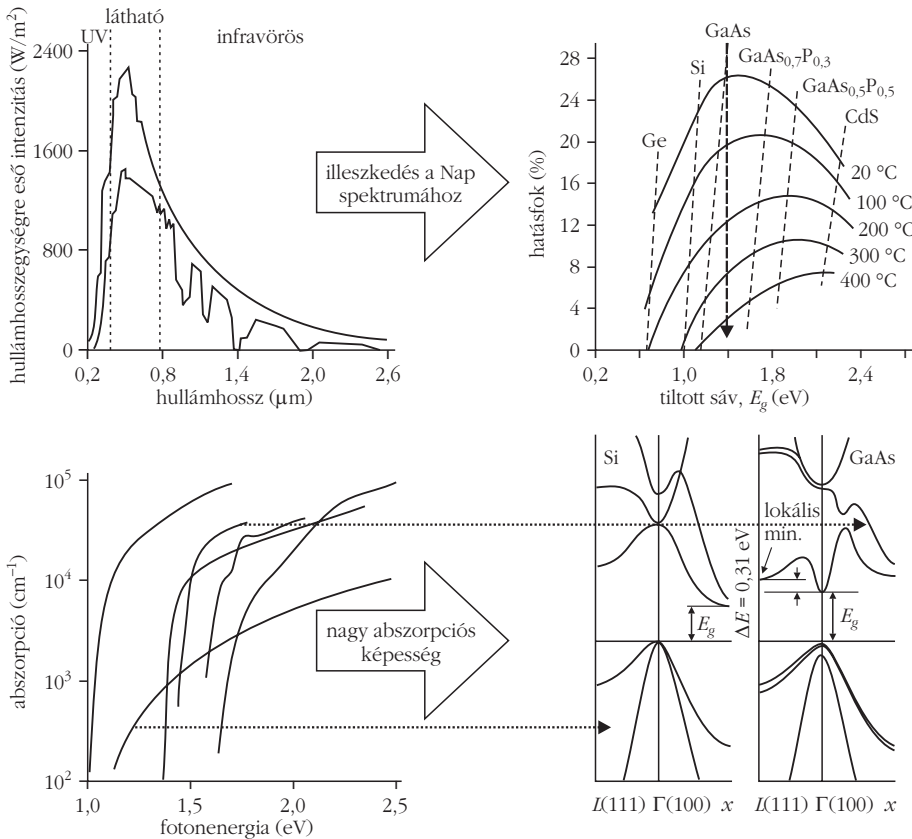 látható
UV
infravörös
hullámhosszegységre eső intenzitás (W/m²)
2400
1600
800
0
0,2
0,8
1,4
2,0
2,6
hullámhossz (μm)
illeszkedés a Nap
spektrumához
GaAs
GaAs₀,₇P₀,₃
Si
GaAs₀,₅P₀,₅
CdS
Ge
hatásfok (%)
28
24
20
16
12
8
4
0
20 °C
100 °C
200 °C
300 °C
400 °C
0,2
1,0
1,8
2,4
tiltott sáv, E_g (eV)
abszorpció (cm⁻¹)
10⁵
10⁴
10³
10²
1,0
1,5
2,0
2,5
fotonenergia (eV)
nagy abszorpciós
képesség
Si
E_g
L(111) Γ(100) x
ΔE = 0,31 eV
GaAs
lokális
min.
E_g
L(111) Γ(100) x